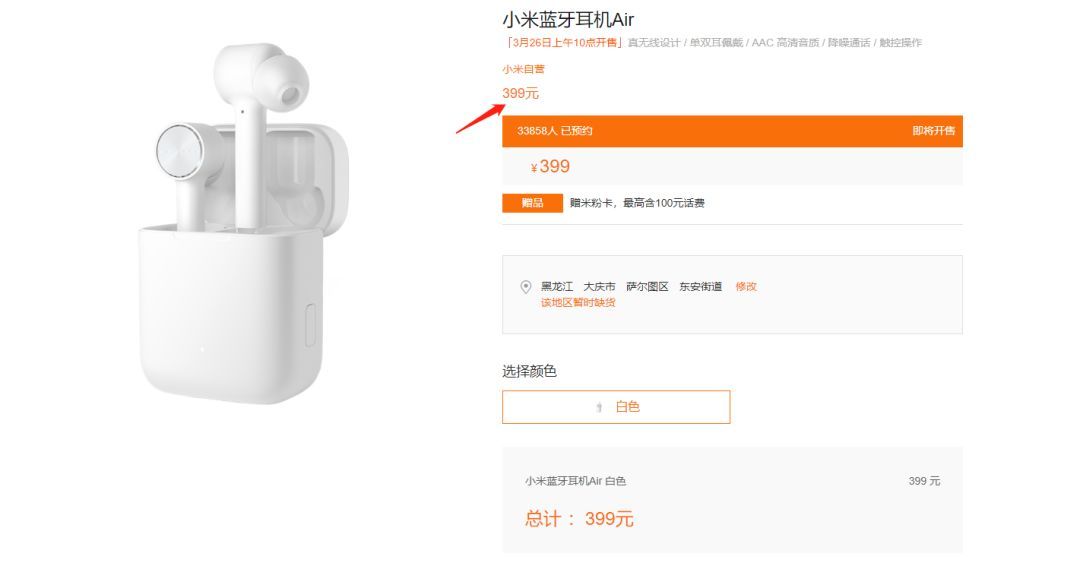 小米蓝牙耳机Air
「3月26日上午10点开售」真无线设计 / 单双耳佩戴 / AAC 高清音质 / 降噪通话 / 触控操作
小米自营
399元
33858人 已预约 即将开售
¥399
赠品 赠米粉卡，最高含100元话费
黑龙江 大庆市 萨尔图区 东安街道 修改
该地区暂时缺货
选择颜色
白色
小米蓝牙耳机Air 白色 399 元
总计：399元